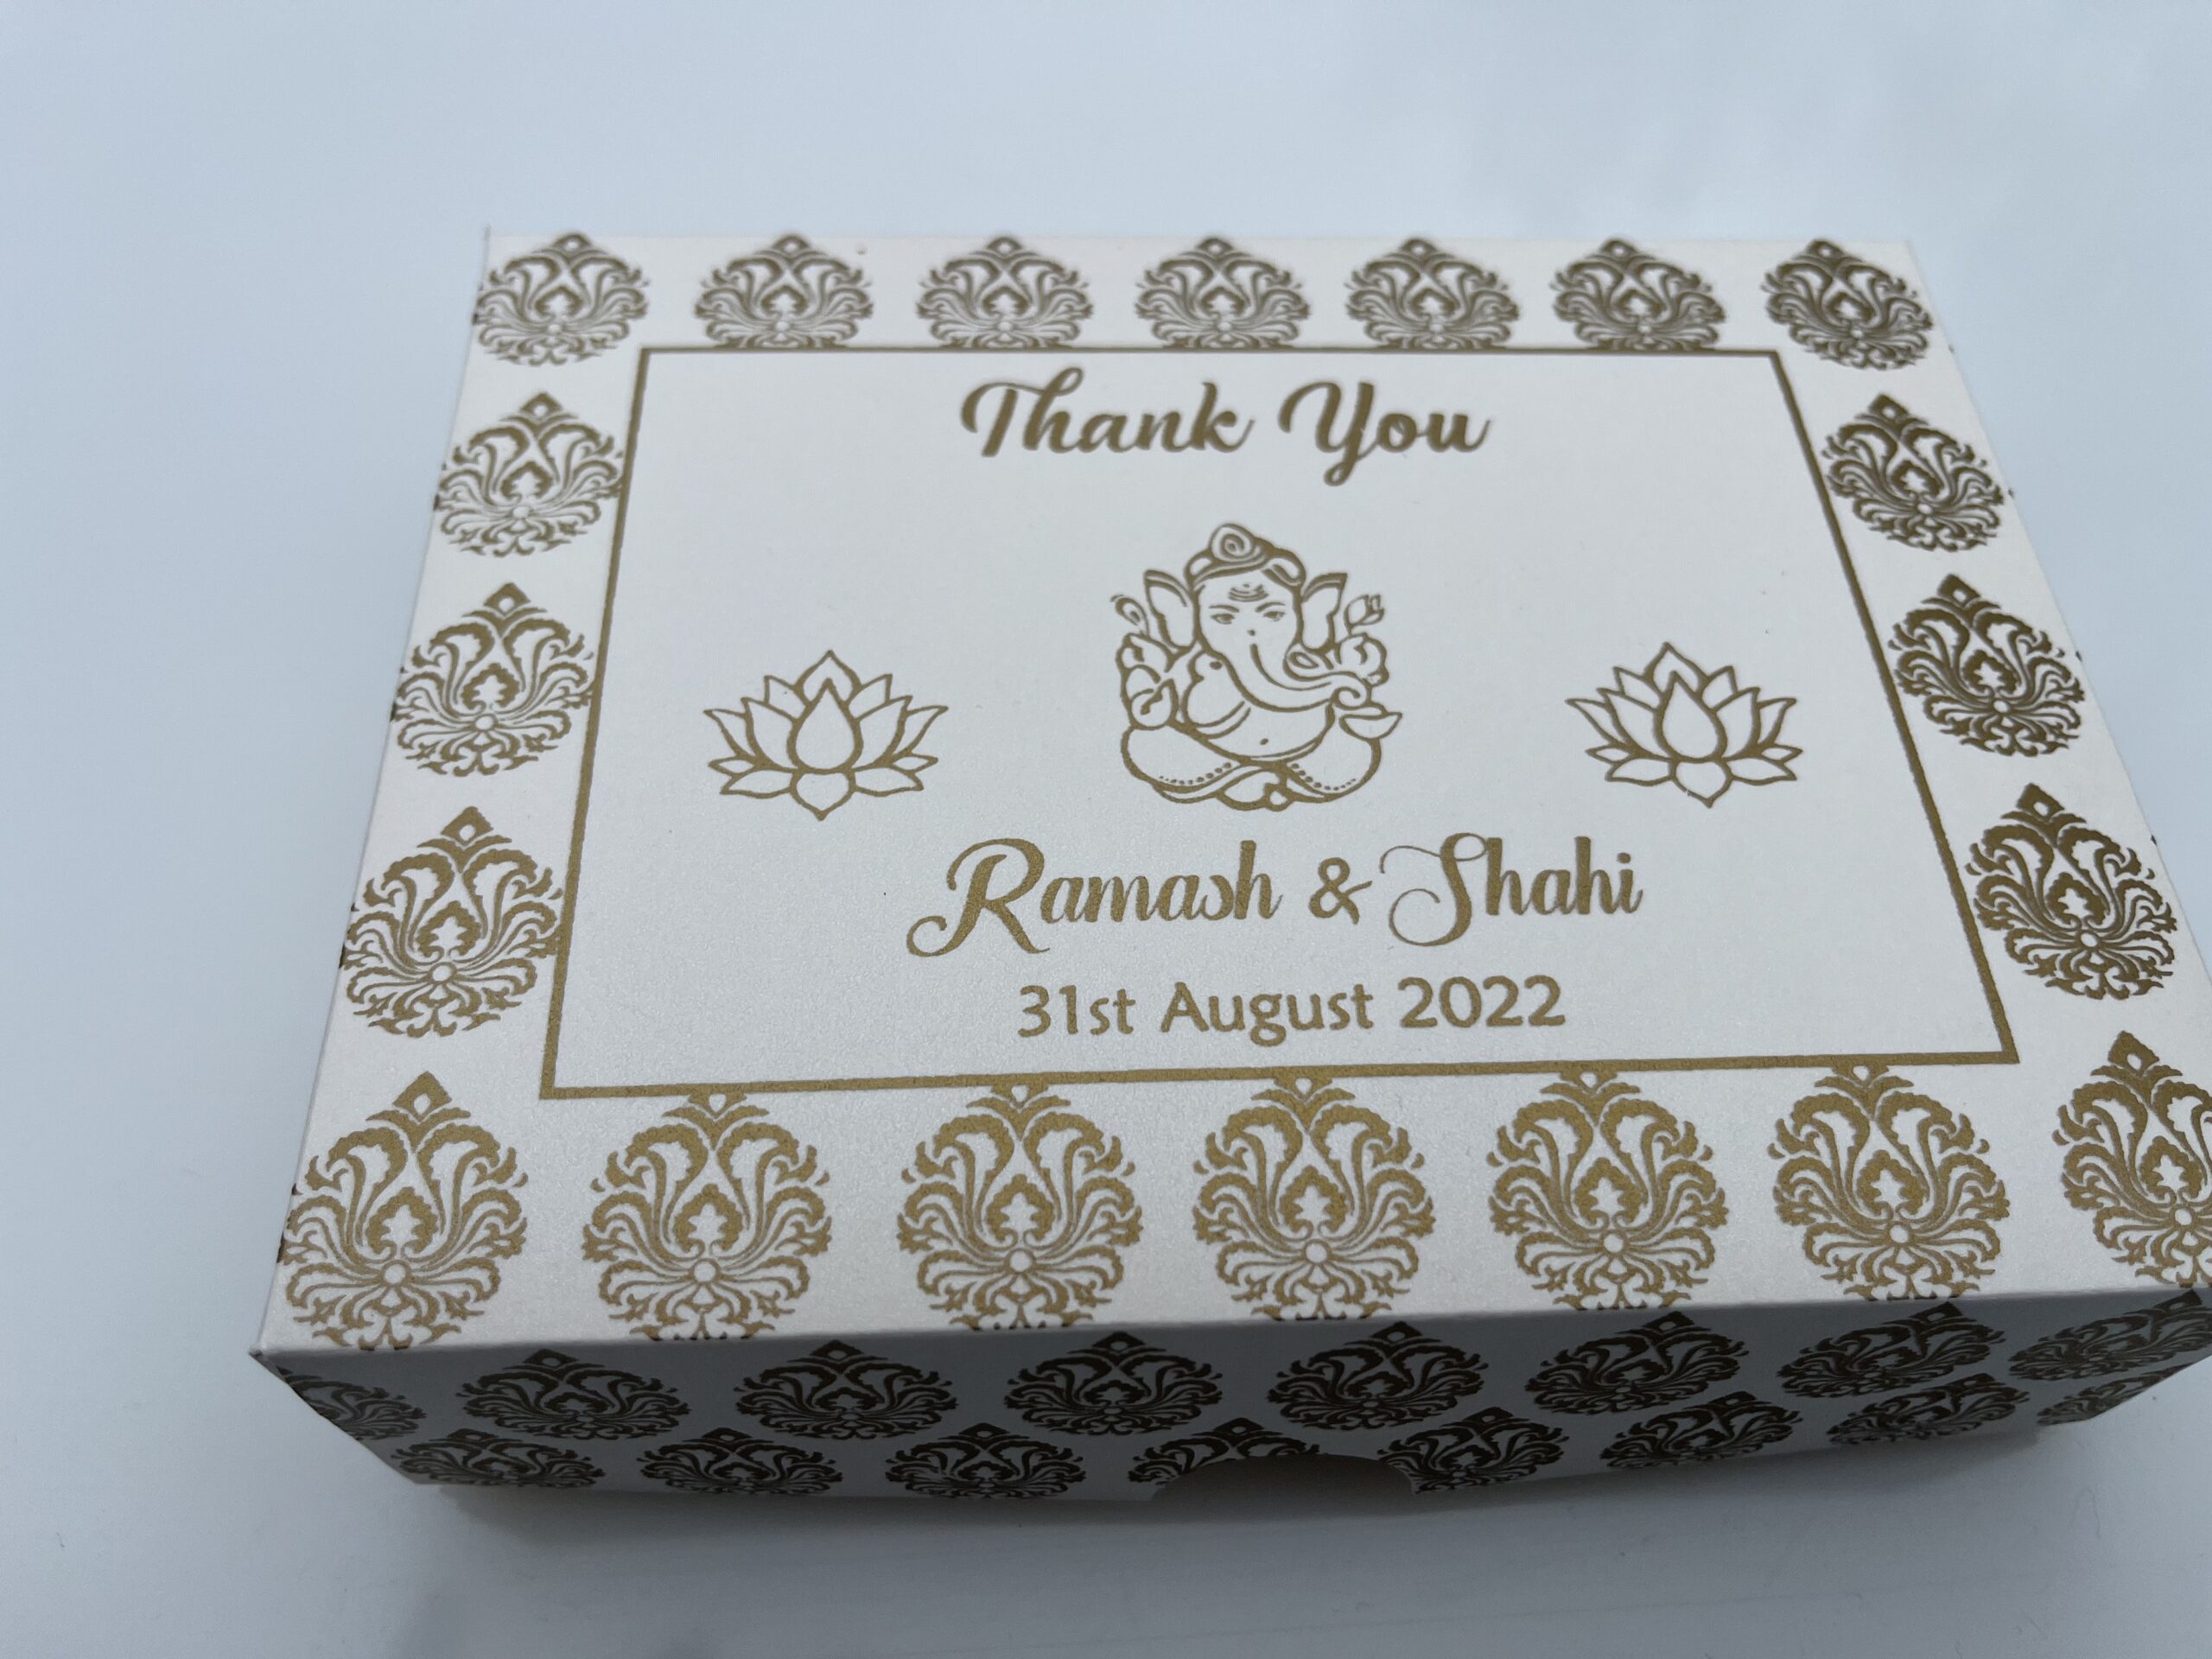 Thank You
Ramash & Shahi
31st August 2022